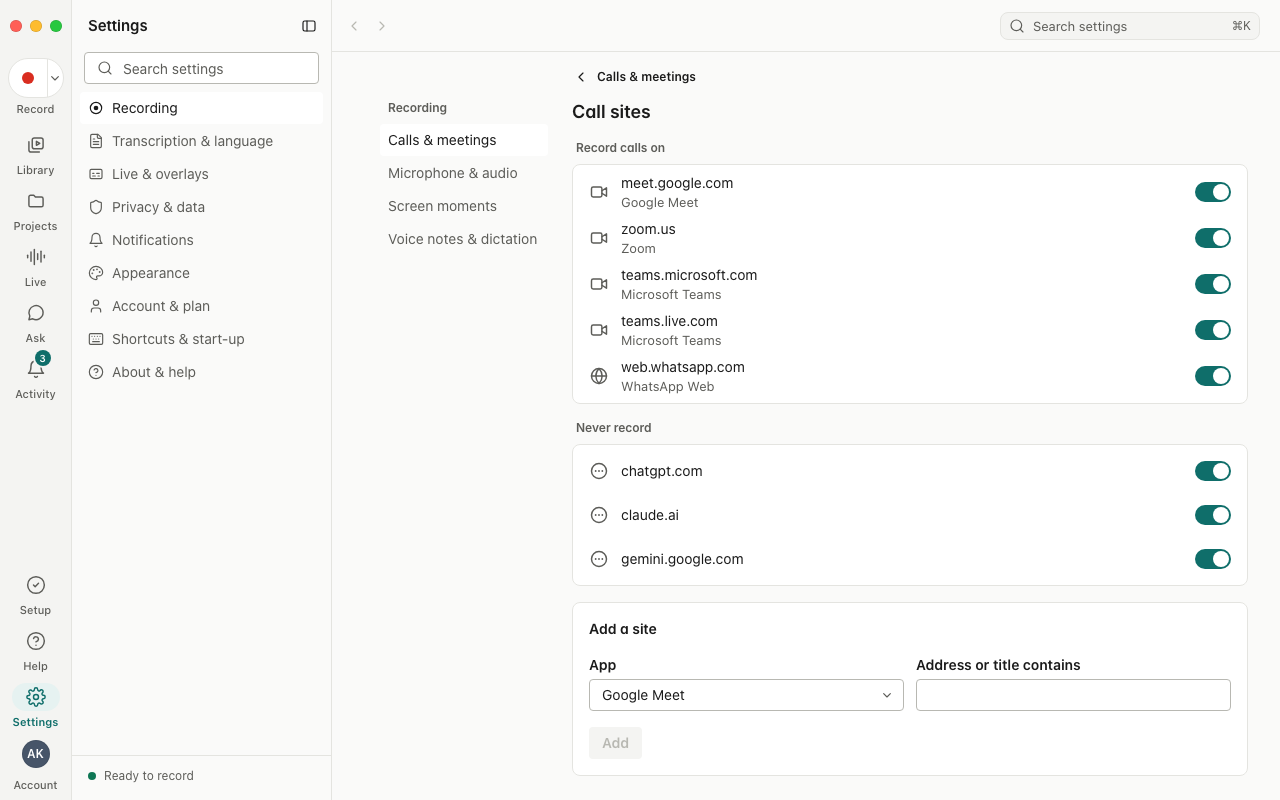 Settings
Search settings
Search settings
⌘K
Record
Library
Projects
Live
Ask
3
Activity
Setup
Help
Settings
AK
Account
Recording
Transcription & language
Live & overlays
Privacy & data
Notifications
Appearance
Account & plan
Shortcuts & start-up
About & help
Ready to record
Recording
Calls & meetings
Microphone & audio
Screen moments
Voice notes & dictation
Calls & meetings
Call sites
Record calls on
meet.google.com
Google Meet
zoom.us
Zoom
teams.microsoft.com
Microsoft Teams
teams.live.com
Microsoft Teams
web.whatsapp.com
WhatsApp Web
Never record
chatgpt.com
claude.ai
gemini.google.com
Add a site
App
Google Meet
Address or title contains
Add